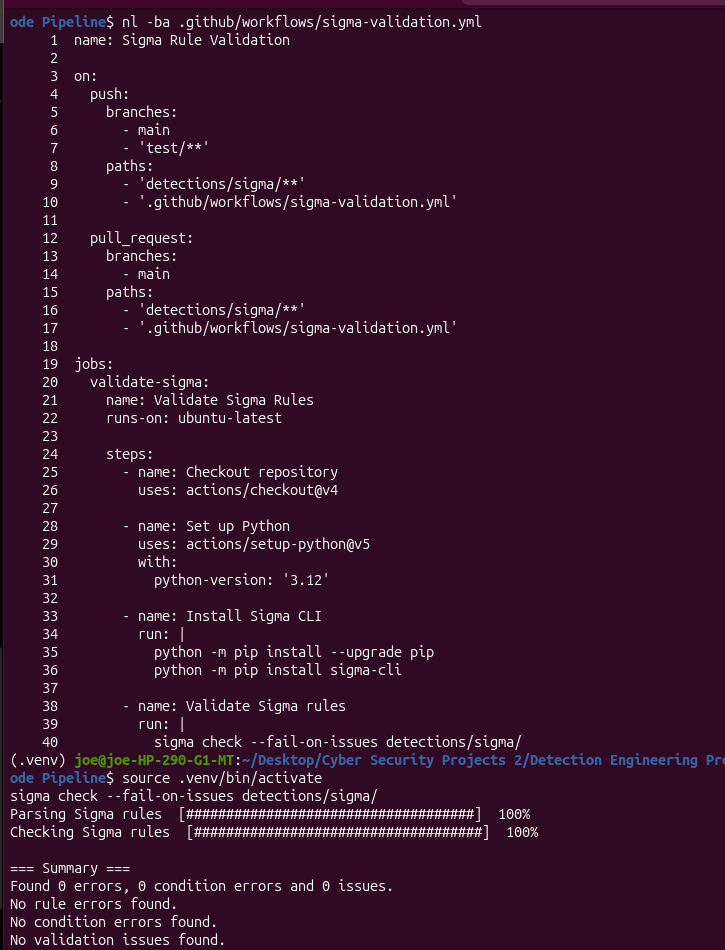 ode Pipeline$ nl -ba .github/workflows/sigma-validation.yml
     1  name: Sigma Rule Validation
     2
     3  on:
     4    push:
     5      branches:
     6        - main
     7        - 'test/**'
     8      paths:
     9        - 'detections/sigma/**'
    10        - '.github/workflows/sigma-validation.yml'
    11
    12    pull_request:
    13      branches:
    14        - main
    15      paths:
    16        - 'detections/sigma/**'
    17        - '.github/workflows/sigma-validation.yml'
    18
    19  jobs:
    20    validate-sigma:
    21      name: Validate Sigma Rules
    22      runs-on: ubuntu-latest
    23
    24      steps:
    25        - name: Checkout repository
    26          uses: actions/checkout@v4
    27
    28        - name: Set up Python
    29          uses: actions/setup-python@v5
    30          with:
    31            python-version: '3.12'
    32
    33        - name: Install Sigma CLI
    34          run: |
    35            python -m pip install --upgrade pip
    36            python -m pip install sigma-cli
    37
    38        - name: Validate Sigma rules
    39          run: |
    40            sigma check --fail-on-issues detections/sigma/
(.venv) joe@joe-HP-290-G1-MT:~/Desktop/Cyber Security Projects 2/Detection Engineering Pro
ode Pipeline$ source .venv/bin/activate
sigma check --fail-on-issues detections/sigma/
Parsing Sigma rules  [####################################]  100%
Checking Sigma rules  [####################################]  100%

=== Summary ===
Found 0 errors, 0 condition errors and 0 issues.
No rule errors found.
No condition errors found.
No validation issues found.